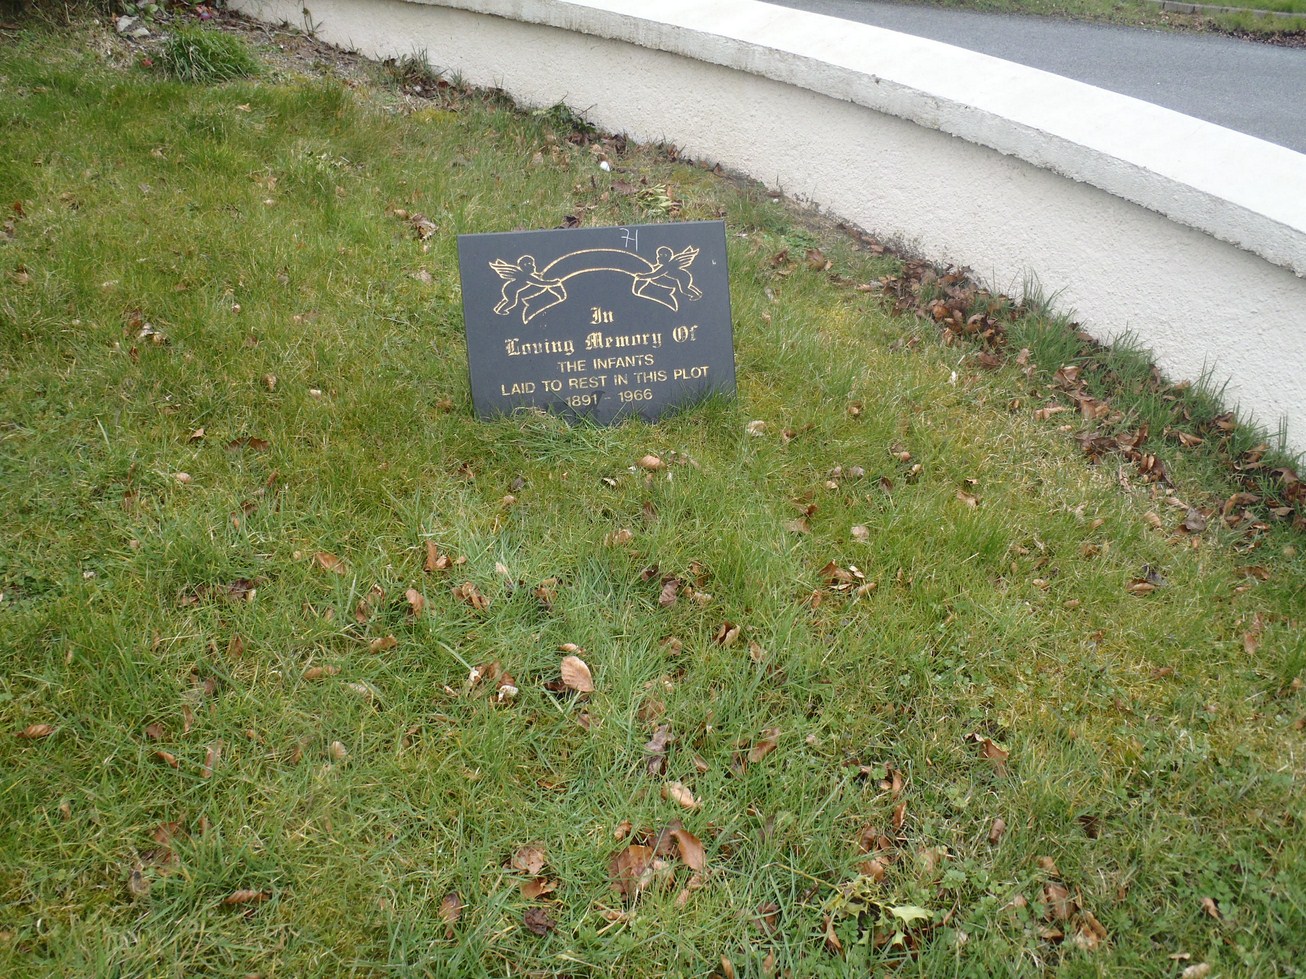 71
In
Loving Memory Of
THE INFANTS
LAID TO REST IN THIS PLOT
1891 - 1966